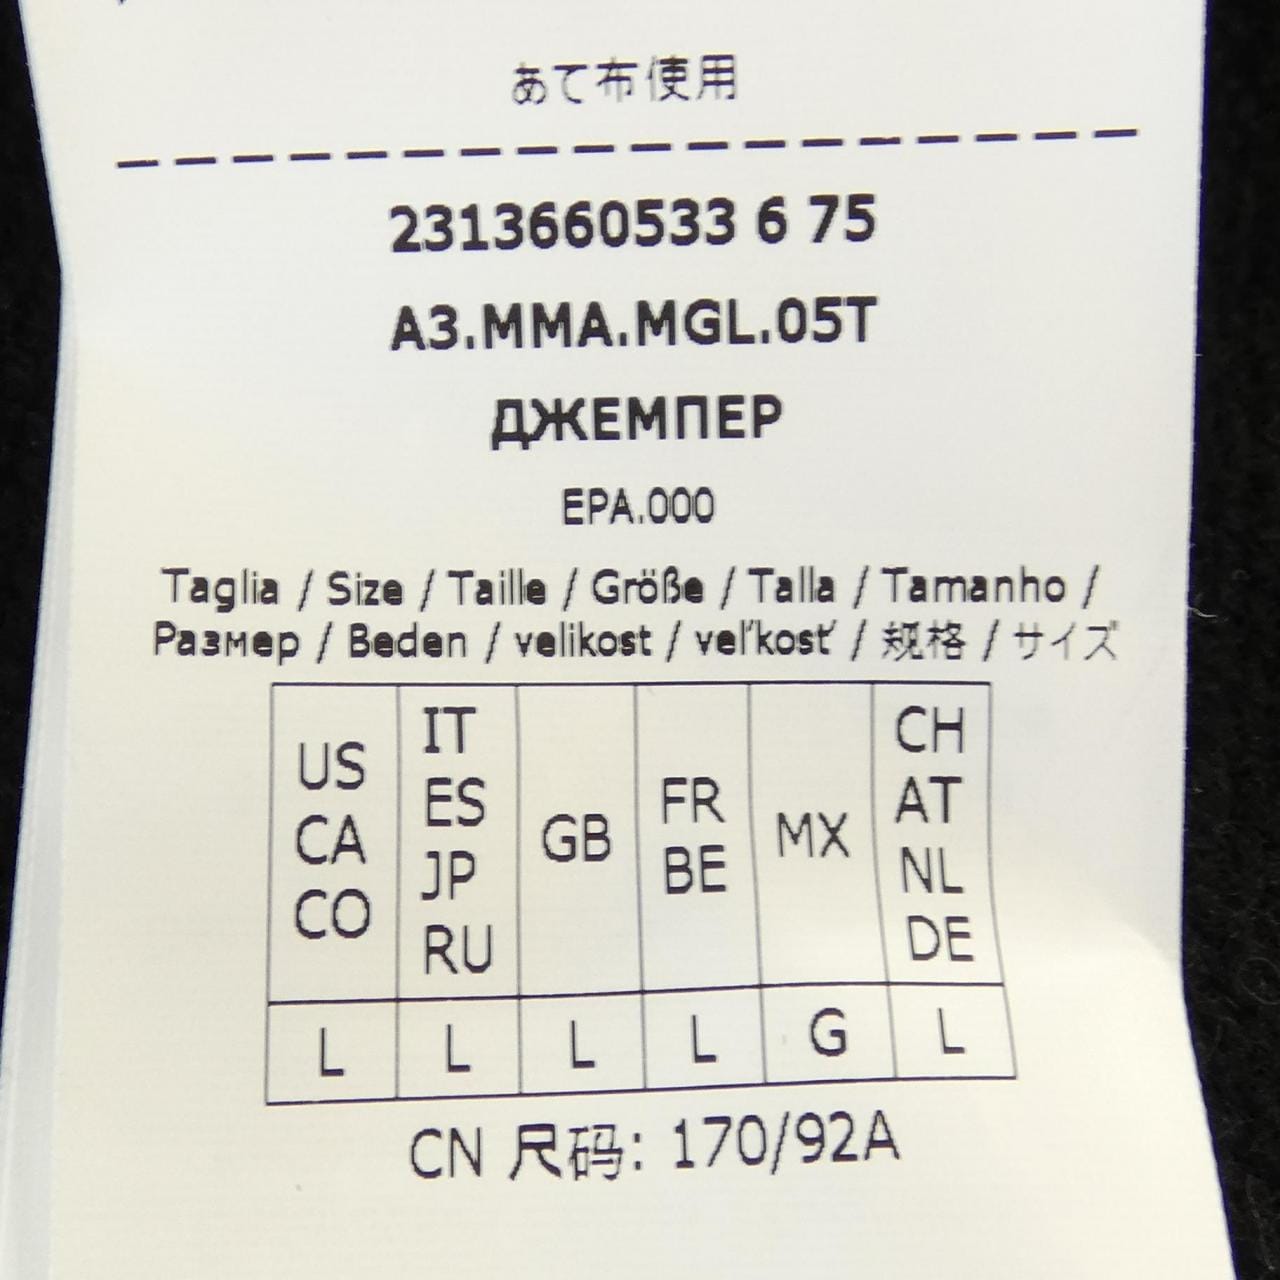 あて布使用
2313660533 6 75
A3.MMA.MGL.05T
ДЖЕМПЕР
EPA.000
Taglia / Size / Taille / Größe / Talla / Tamanho /
Размер / Beden / velikost / veľkosť / 规格 / サイズ
US CA CO
IT ES JP RU
GB
FR BE
MX
CH AT NL DE
L L L L G L
CN 尺码: 170/92A